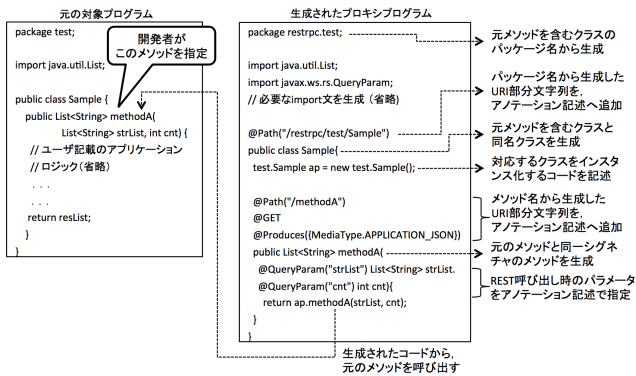 元の対象プログラム
package test;
import java.util.List;
public class Sample {
public List<String> methodA(
List<String> strList, int cnt) {
// ユーザ記載のアプリケーション
// ロジック（省略）
. . .
. . .
return resList;
}
}
開発者が
このメソッドを指定
生成されたプロキシプログラム
package restrpc.test;
import java.util.List;
import javax.ws.rs.QueryParam;
// 必要なimport文を生成（省略）
@Path("/restrpc/test/Sample")
public class Sample{
test.Sample ap = new test.Sample();
@Path("/methodA")
@GET
@Produces({MediaType.APPLICATION_JSON})
public List<String> methodA(
@QueryParam("strList") List<String> strList.
@QueryParam("cnt") int cnt){
return ap.methodA(strList, cnt);
}
}
元メソッドを含むクラスの
パッケージ名から生成
パッケージ名から生成した
URI部分文字列を，
アノテーション記述へ追加
元メソッドを含むクラスと
同名クラスを生成
対応するクラスをインスタ
ンス化するコードを記述
メソッド名から生成した
URI部分文字列を，
アノテーション記述へ追加
元のメソッドと同一シグネ
チャのメソッドを生成
REST呼び出し時のパラメータ
をアノテーション記述で指定
生成されたコードから，
元のメソッドを呼び出す